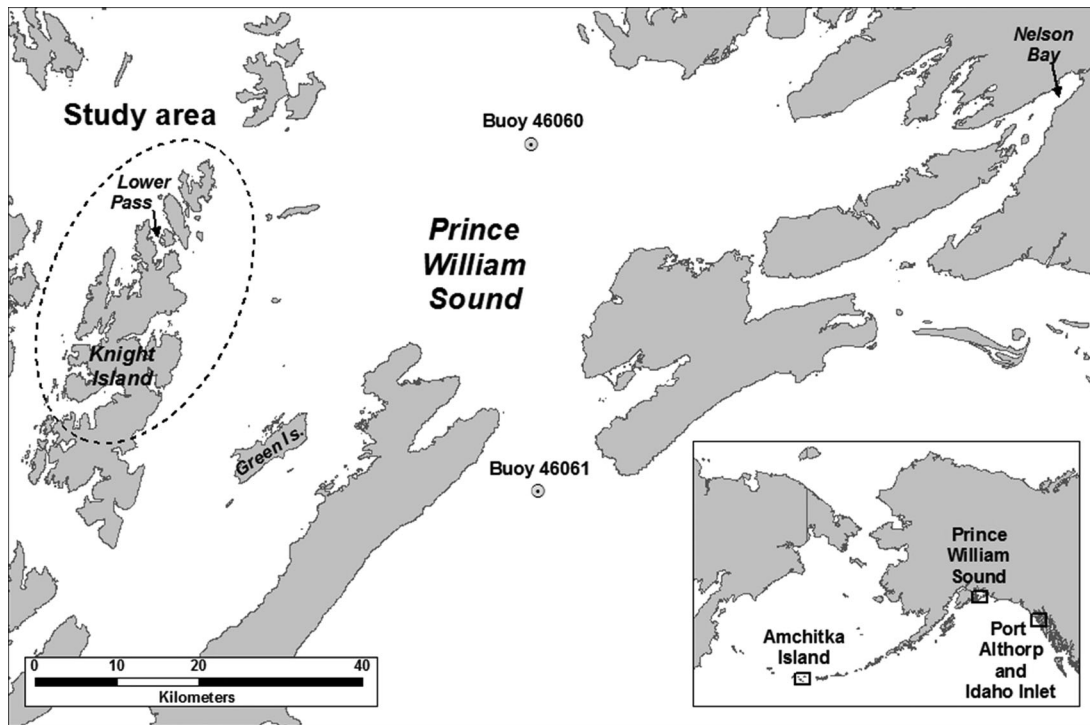 Nelson
Bay
Study area
Buoy 46060
Lower
Pass
Prince
William
Sound
Knight
Island
Green Is.
Buoy 46061
0 10 20 40
Kilometers
Prince
William
Sound
Amchitka
Island
Port
Althorp
and
Idaho Inlet